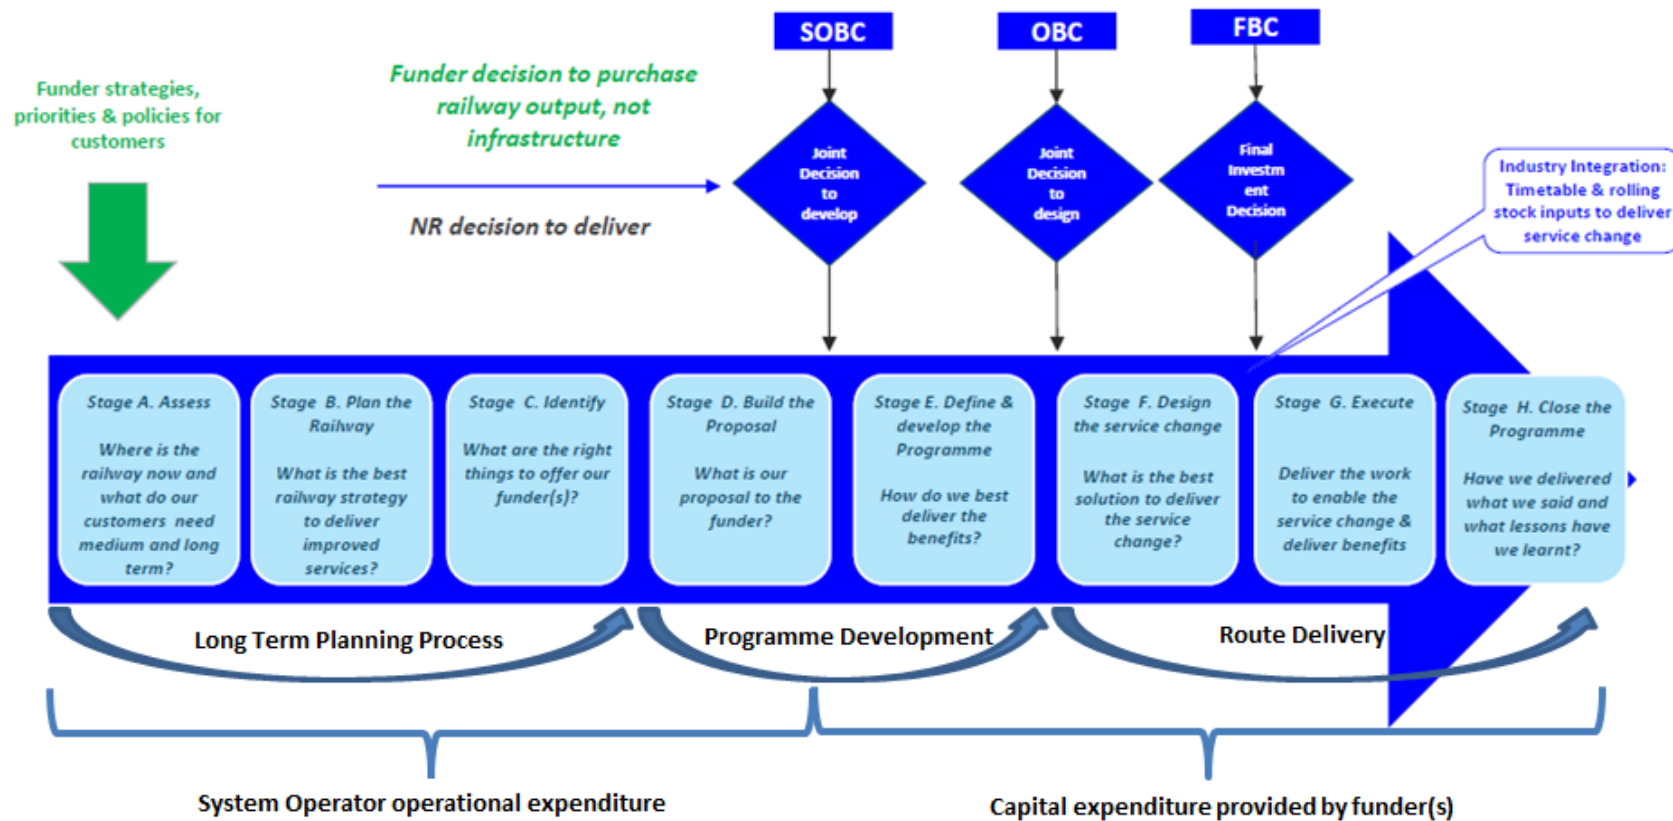 SOBC
OBC
FBC
Funder strategies,
priorities & policies for
customers
Funder decision to purchase
railway output, not
infrastructure
NR decision to deliver
Joint
Decision
to
develop
Joint
Decision
to
design
Final
Investm
ent
Decision
Industry Integration:
Timetable & rolling
stock inputs to deliver
service change
Stage A. Assess
Where is the
railway now and
what do our
customers need
medium and long
term?
Stage B. Plan the
Railway
What is the best
railway strategy
to deliver
improved
services?
Stage C. Identify
What are the right
things to offer our
funder(s)?
Stage D. Build the
Proposal
What is our
proposal to the
funder?
Stage E. Define &
develop the
Programme
How do we best
deliver the
benefits?
Stage F. Design
the service change
What is the best
solution to deliver
the service
change?
Stage G. Execute
Deliver the work
to enable the
service change &
deliver benefits
Stage H. Close the
Programme
Have we delivered
what we said and
what lessons have
we learnt?
Long Term Planning Process
Programme Development
Route Delivery
System Operator operational expenditure
Capital expenditure provided by funder(s)